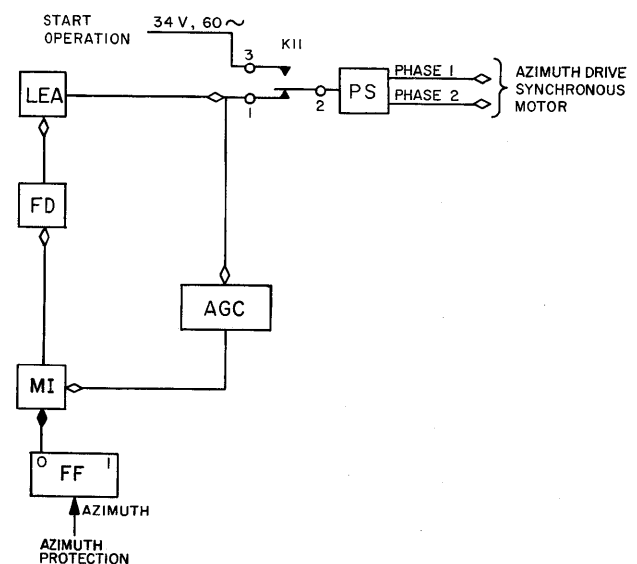 START
OPERATION
34 V, 60 ~
K11
3
LEA
1
2
PS
PHASE 1
PHASE 2
AZIMUTH DRIVE
SYNCHRONOUS
MOTOR
FD
AGC
MI
0
1
FF
AZIMUTH
AZIMUTH
PROTECTION